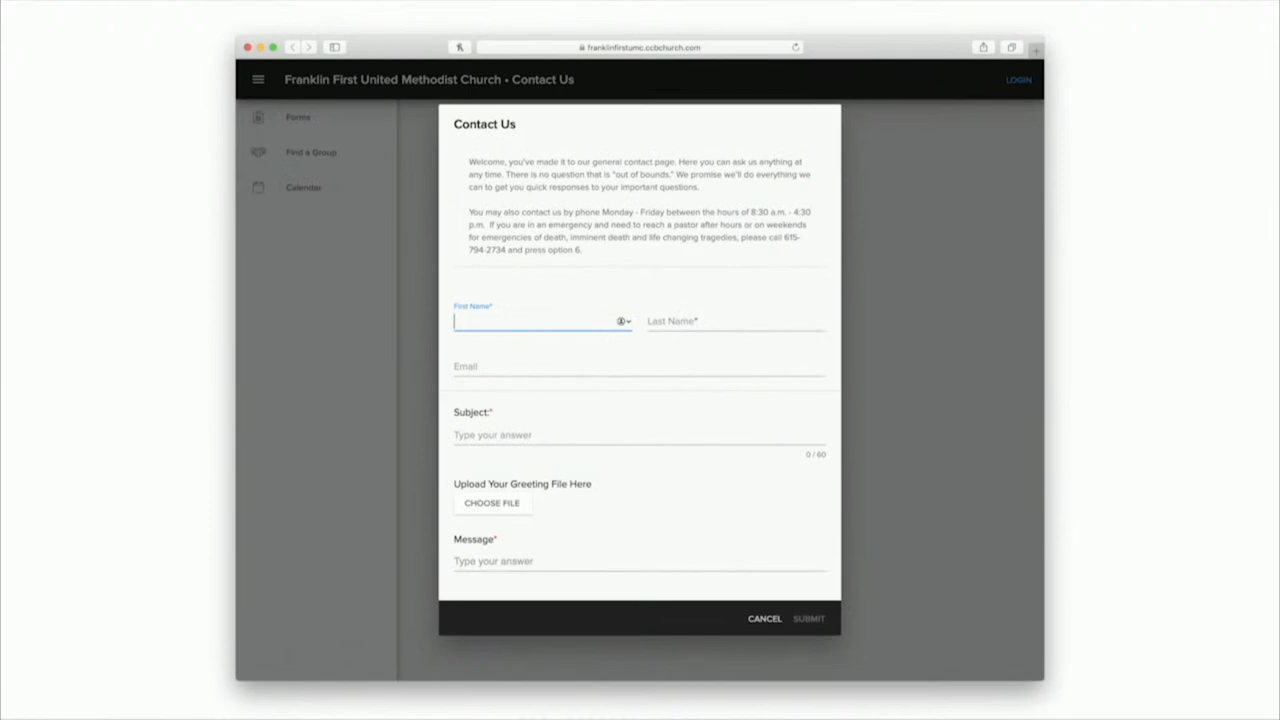 franklinfirstumc.ccbchurch.com
Franklin First United Methodist Church • Contact Us
LOGIN
Forms
Find a Group
Calendar
Contact Us
Welcome, you've made it to our general contact page. Here you can ask us anything at
any time. There is no question that is "out of bounds." We promise we'll do everything we
can to get you quick responses to your important questions.
You may also contact us by phone Monday - Friday between the hours of 8:30 a.m. - 4:30
p.m. If you are in an emergency and need to reach a pastor after hours or on weekends
for emergencies of death, imminent death and life changing tragedies, please call 615-
794-2734 and press option 6.
First Name*
Last Name*
Email
Subject:*
Type your answer
0 / 60
Upload Your Greeting File Here
CHOOSE FILE
Message*
Type your answer
CANCEL
SUBMIT